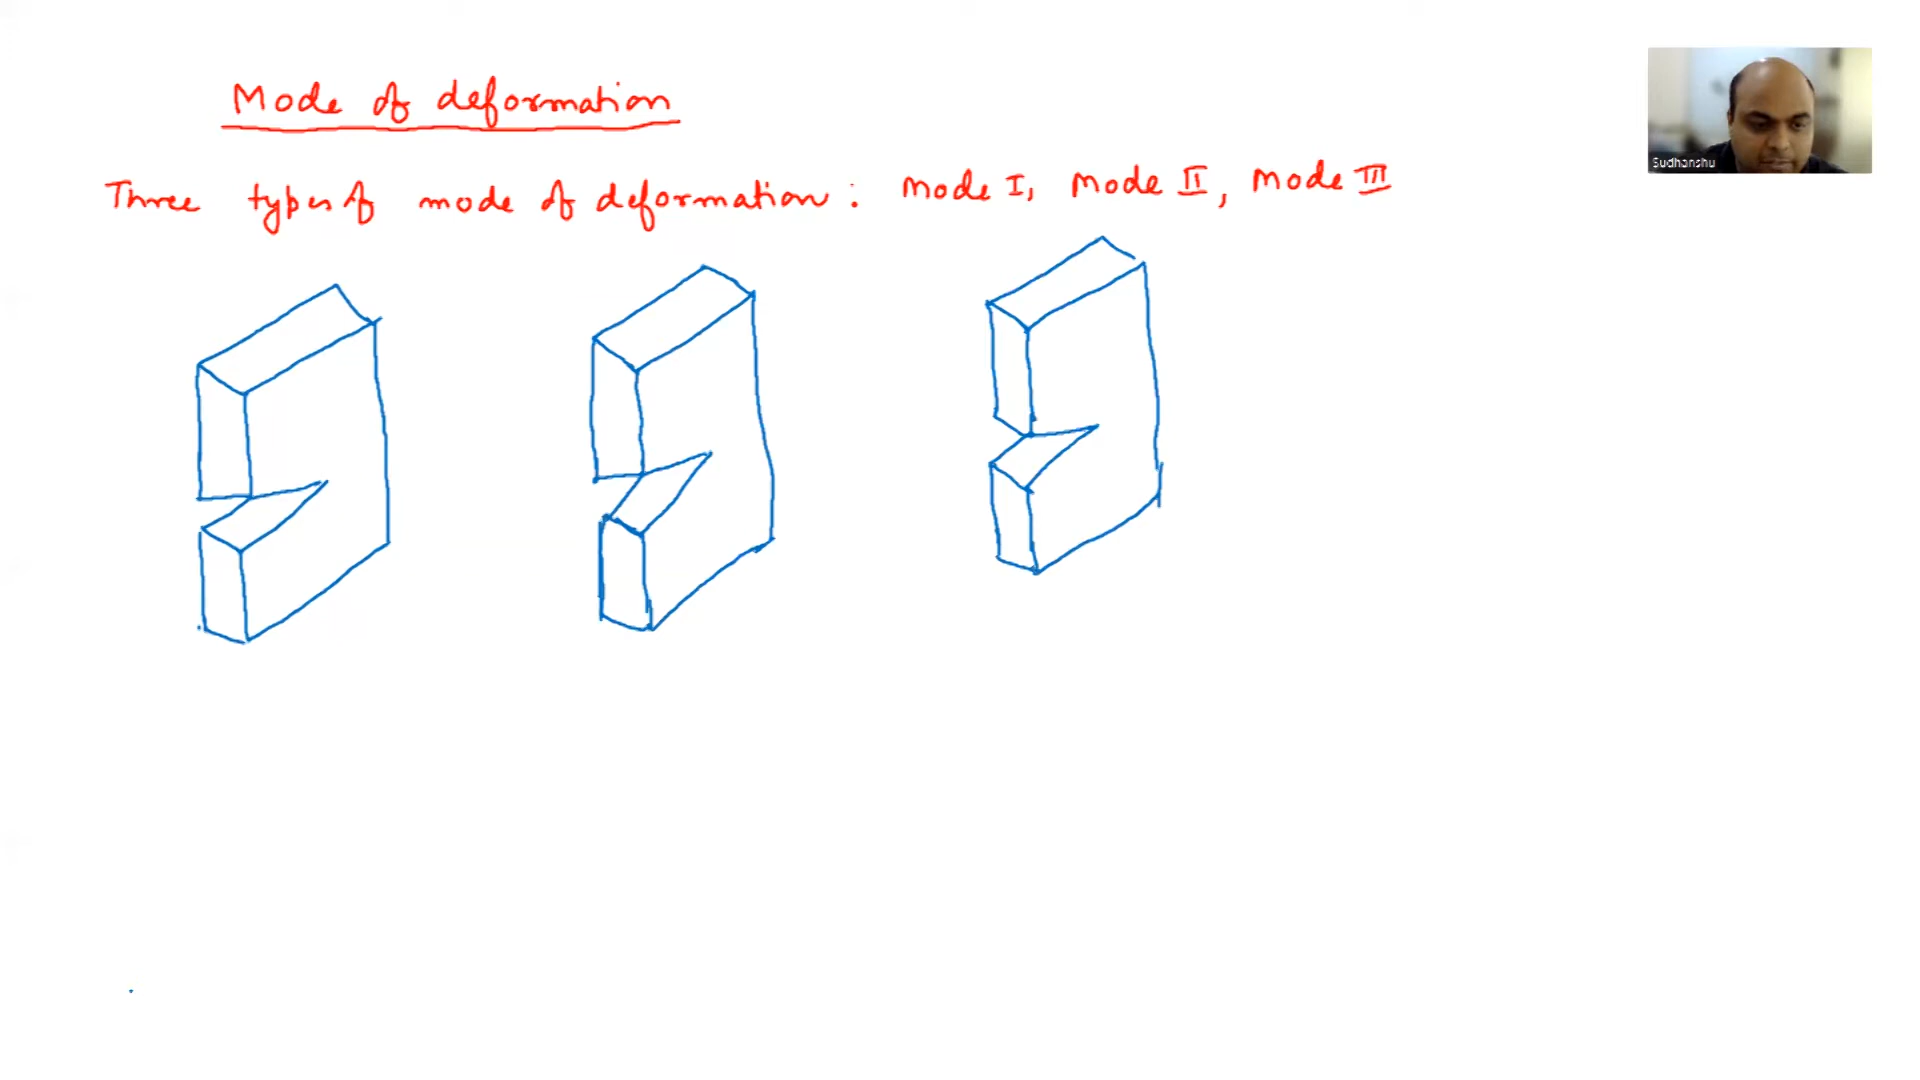 Mode of deformation
Three types of mode of deformation: Mode I, Mode II, Mode III
Sudhanshu